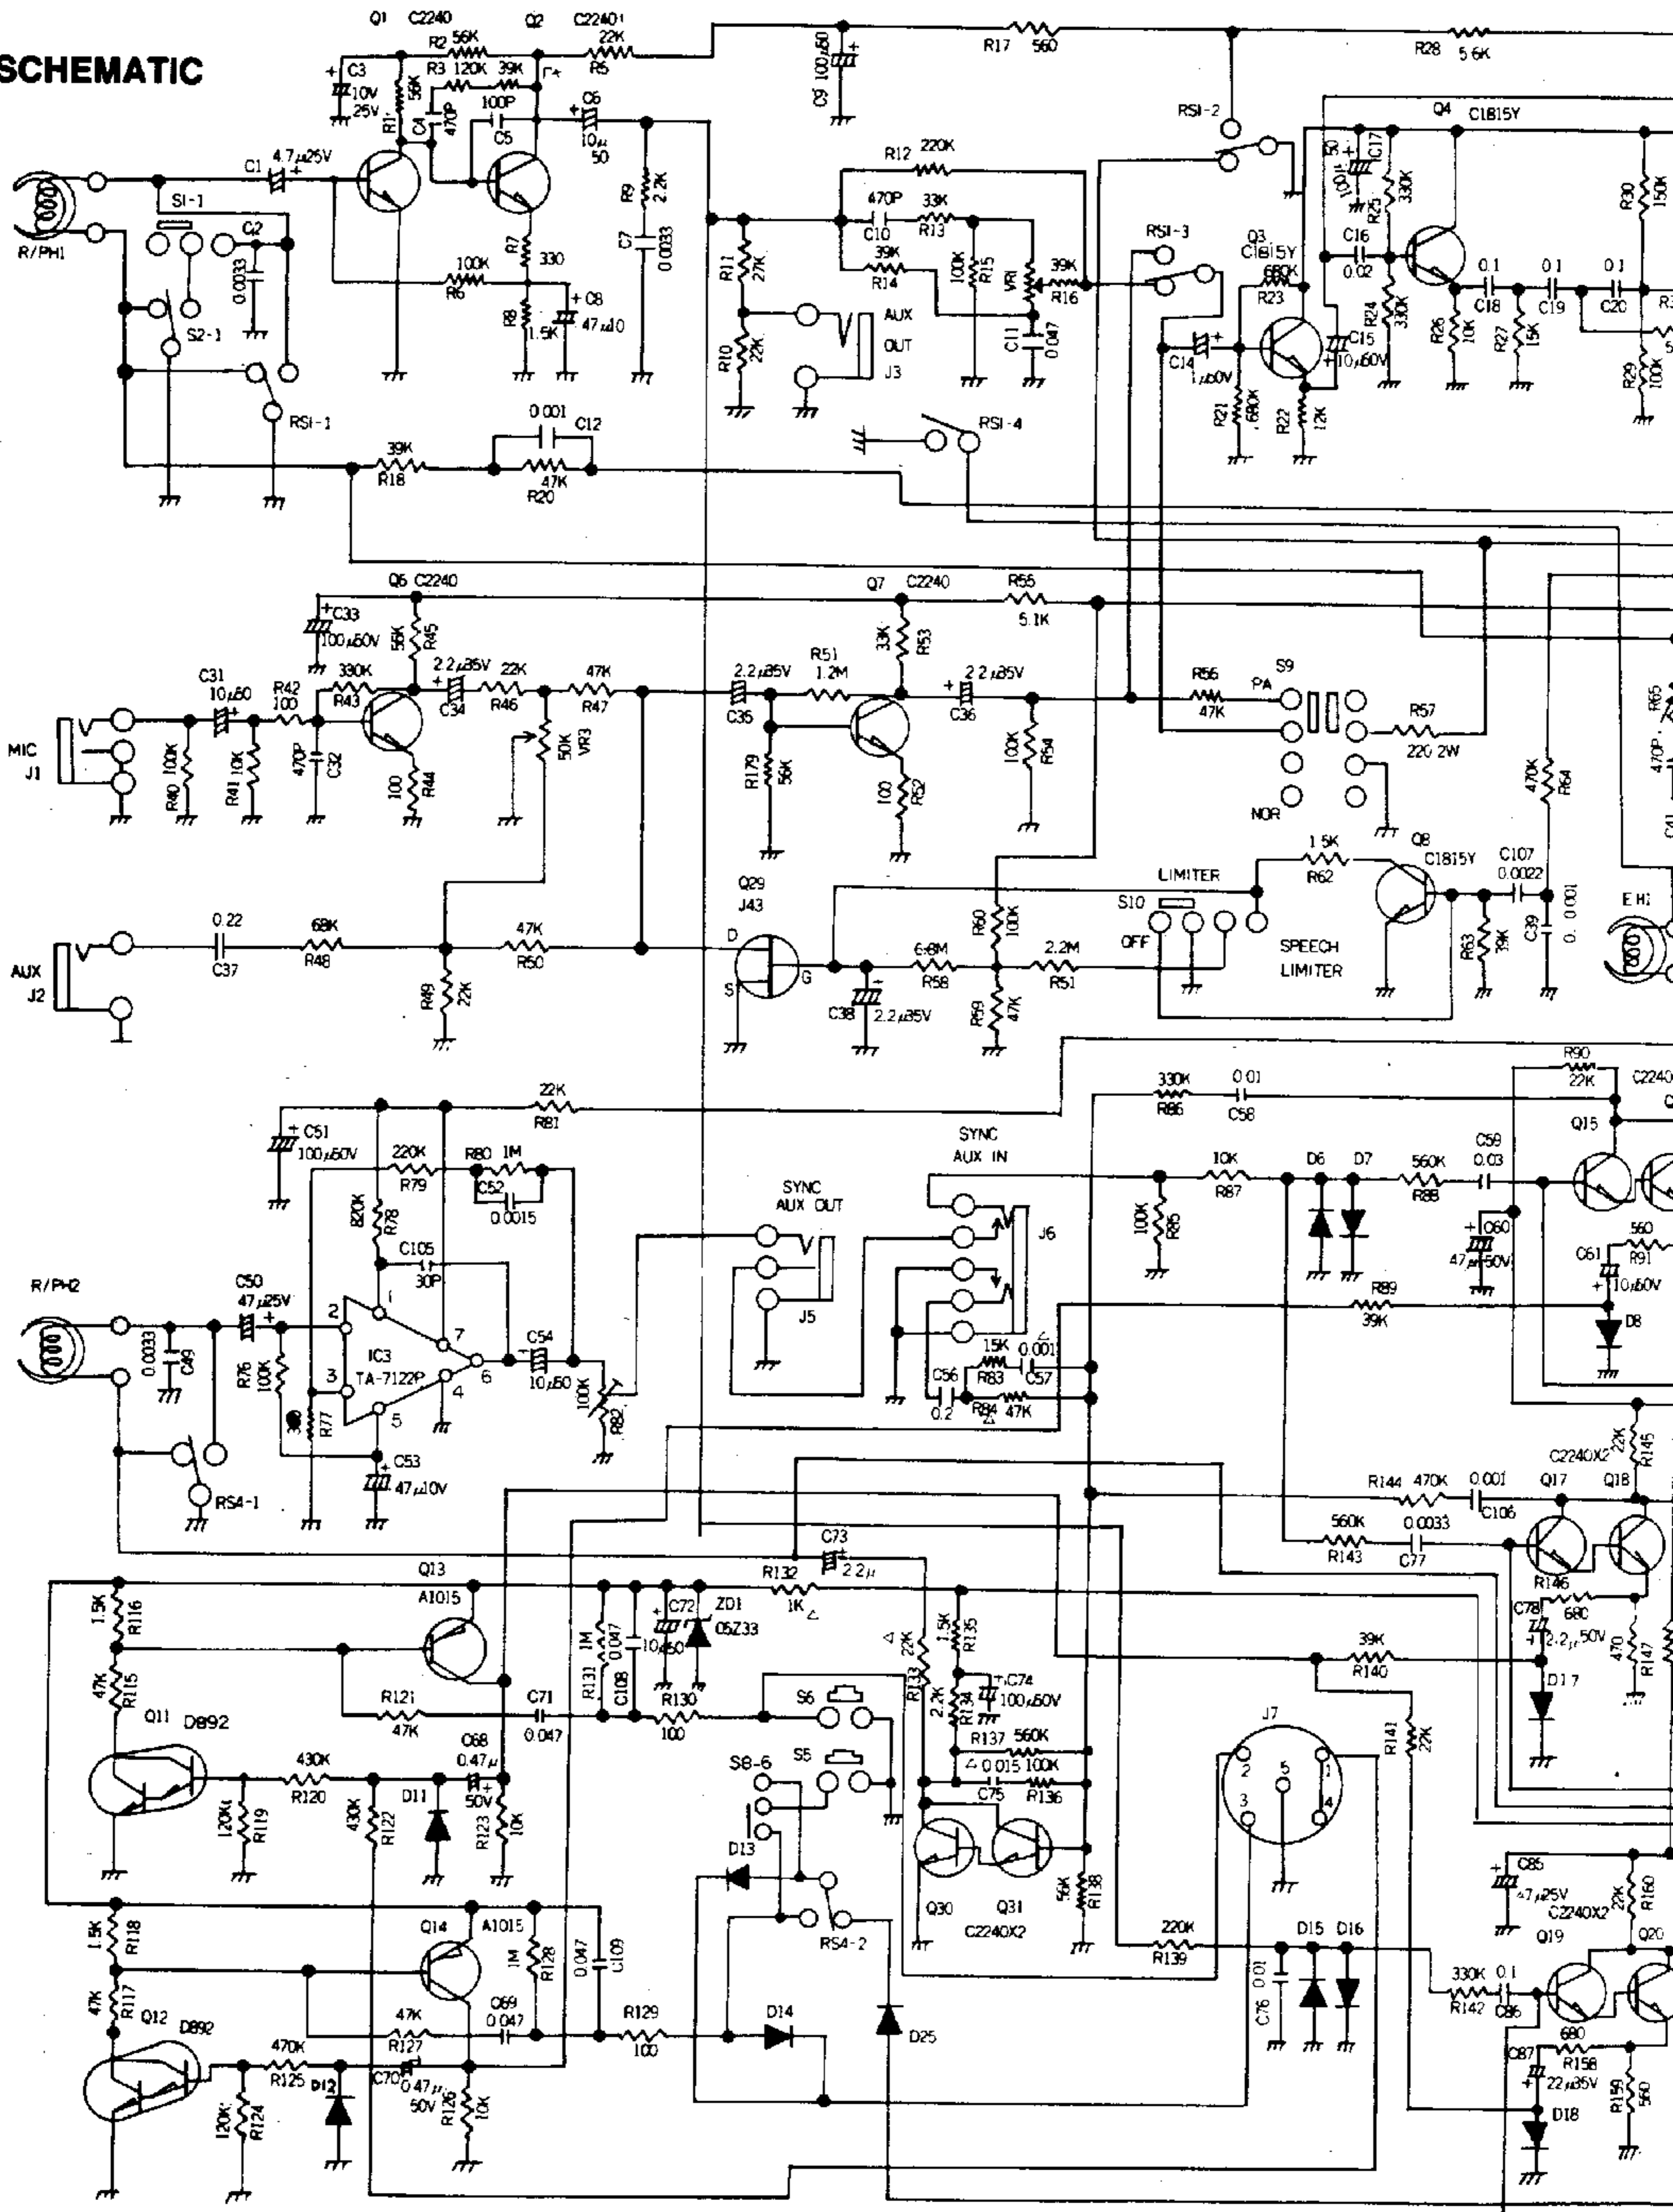 SCHEMATIC
Q1 C2240
R2 56K
R3 120K 39K
Q2
22K
R5
C3
10V
25V
56K
R1
C4
470P
100P
C5
C6
10µ
50
C9 100µ50
R17 560
R28 5.6K
RS1-2
Q4
C1815Y
C1 4.7µ25V
S1-1
C2
0.0033
R/PH1
S2-1
RS1-1
R7
330
100K
R6
R8
1.5K
C8
47µ10
R9
2.2K
C7
0.0033
R12 220K
470P
C10
33K
R13
39K
R14
100K
R15
VR1
39K
R16
R11
27K
R10
22K
AUX
OUT
J3
C11
0.047
RS1-3
Q3
C1815Y
680K
R23
C17
R25
330K
C16
0.02
R24
330K
C14
1µ50V
C15
10µ50V
R21
680K
R22
12K
R26
10K
0.1
C18
R27
15K
0.1
C19
0.1
C20
R30
150K
R29
100K
RS1-4
0.001
C12
39K
R18
47K
R20
Q6 C2240
C33
100µ50V
56K
R45
C31
10µ50
R42
100
330K
R43
2.2µ35V
C34
22K
R46
47K
R47
MIC
J1
R40 100K
R41 10K
470P
C32
100
R44
50K
VR3
Q7 C2240
R55
5.1K
33K
R53
2.2µ35V
C35
R51
1.2M
2.2µ35V
C36
R179
56K
100
R52
100K
R54
R56
47K
S9
PA
NOR
R57
220 2W
470K
R64
R65
470P
C41
AUX
J2
0.22
C37
68K
R48
47K
R50
R49
22K
Q29
J43
D
S
G
C38
2.2µ35V
6.8M
R58
R60
100K
R59
47K
2.2M
R51
LIMITER
S10
OFF
SPEECH
LIMITER
1.5K
R62
Q8
C1815Y
C107
0.0022
R63
39K
C39
0.001
EH1
22K
R81
C51
100µ50V
220K
R79
R80 1M
C52
0.0015
820K
R78
C105
30P
R/PH2
C50
47µ25V
0.0033
C49
R76
100K
R77
IC3
TA-7122P
1
2
3
4
5
6
7
C53
47µ10V
C54
10µ50
100K
R82
RS4-1
SYNC
AUX OUT
J5
SYNC
AUX IN
J6
15K
R83
0.001
C57
C56
0.2
R84
47K
330K
R86
0.01
C58
10K
R87
100K
R85
D6
D7
560K
R88
C59
0.03
R90
22K
C2240
Q15
C60
47µ50V
C61
10µ50V
560
R91
R89
39K
D8
C2240X2
22K
R145
Q17
Q18
R144 470K
0.001
C106
560K
R143
0.0033
C77
R146
680
C78
2.2µ50V
470
R147
D17
C73
2.2µ
R132
1K
Q13
A1015
1.5K
R116
47K
R115
Q11 D892
R121
47K
C71
0.047
R131
1M
0.047
C108
C72
10µ50
ZD1
05Z33
R130
100
430K
R120
C68
0.47µ
50V
D11
120K
R119
430K
R122
R123
10K
S6
S5
S8-6
D13
RS4-2
22K
R133
1.5K
R135
2.2K
R134
C74
100µ50V
R137 560K
0.015
C75
100K
R136
Q30
Q31
C2240X2
56K
R138
J7
1
2
3
4
5
39K
R140
R141
22K
220K
R139
C76 0.01
D15
D16
C85
47µ25V
C2240X2
22K
R160
Q19
Q20
330K
R142
0.1
C86
680
R158
C87
22µ35V
R159
560
D18
1.5K
R118
47K
R117
Q14
A1015
1M
R128
0.047
C109
Q12 D892
47K
R127
C69
0.047
R129
100
D14
D25
470K
R125
D12
C70
0.47µ
50V
R126
10K
120K
R124